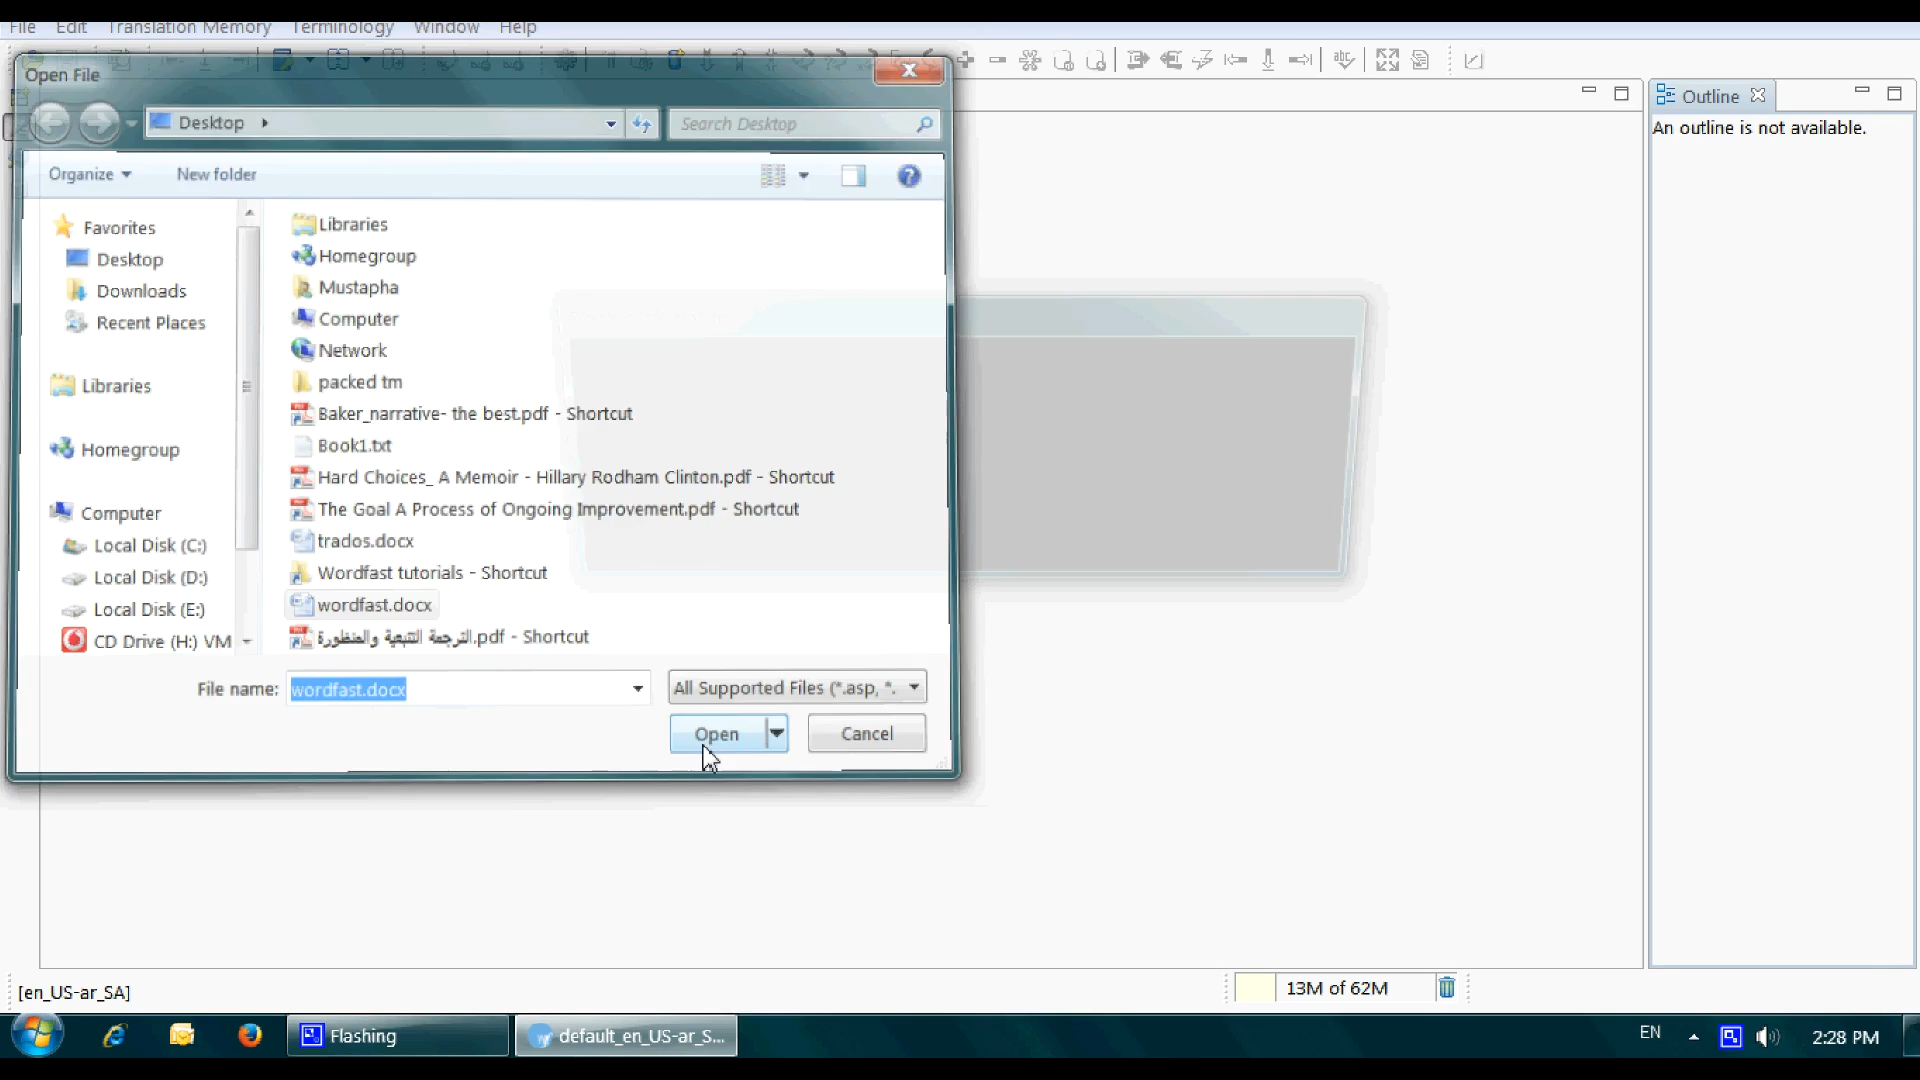 File Edit Translation Memory Terminology Window Help
Open File
Desktop
Search Desktop
Organize New folder
Favorites
Desktop
Downloads
Recent Places
Libraries
Homegroup
Computer
Local Disk (C:)
Local Disk (D:)
Local Disk (E:)
CD Drive (H:) VM
Libraries
Homegroup
Mustapha
Computer
Network
packed tm
Baker_narrative- the best.pdf - Shortcut
Book1.txt
Hard Choices_ A Memoir - Hillary Rodham Clinton.pdf - Shortcut
The Goal A Process of Ongoing Improvement.pdf - Shortcut
trados.docx
Wordfast tutorials - Shortcut
wordfast.docx
الترجمة التتبعية والمنظورة.pdf - Shortcut
File name: wordfast.docx All Supported Files (*.asp, *.
Open Cancel
Outline
An outline is not available.
[en_US-ar_SA]
13M of 62M
Flashing
default_en_US-ar_S...
EN
2:28 PM